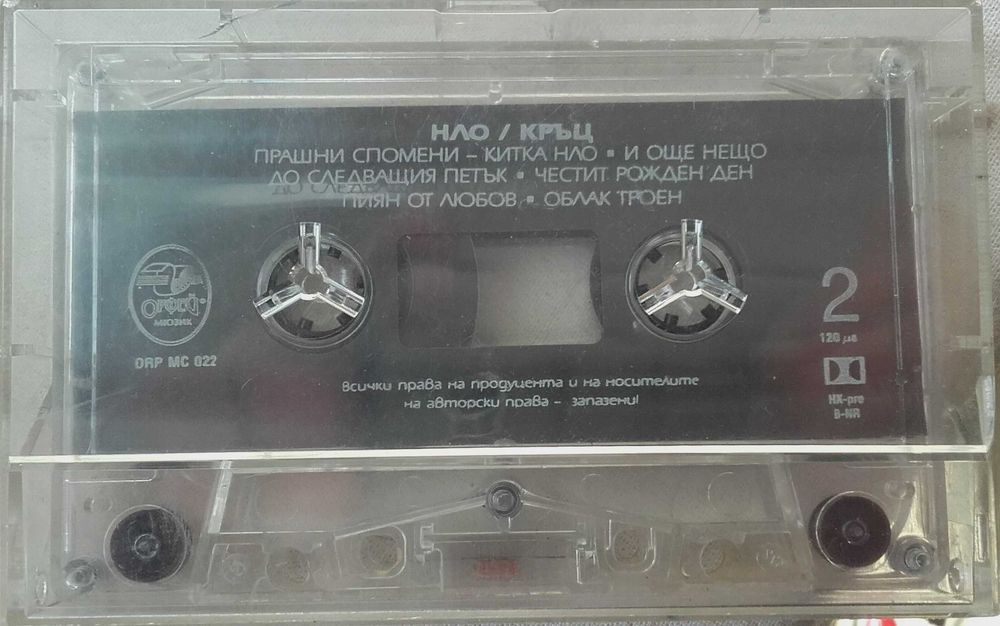 НЛО / КРЪЦ
ПРАШНИ СПОМЕНИ – КИТКА НЛО ▪ И ОЩЕ НЕЩО
ДО СЛЕДВАЩИЯ ПЕТЪК ▪ ЧЕСТИТ РОЖДЕН ДЕН
ПИЯН ОТ ЛЮБОВ ▪ ОБЛАК ТРОЕН
ОРФЕЙ
МЮЗИК
ORP MC 022
2
120 µs
HX-pro
B-NR
Всички права на продуцента и на носителите
на авторски права – запазени!